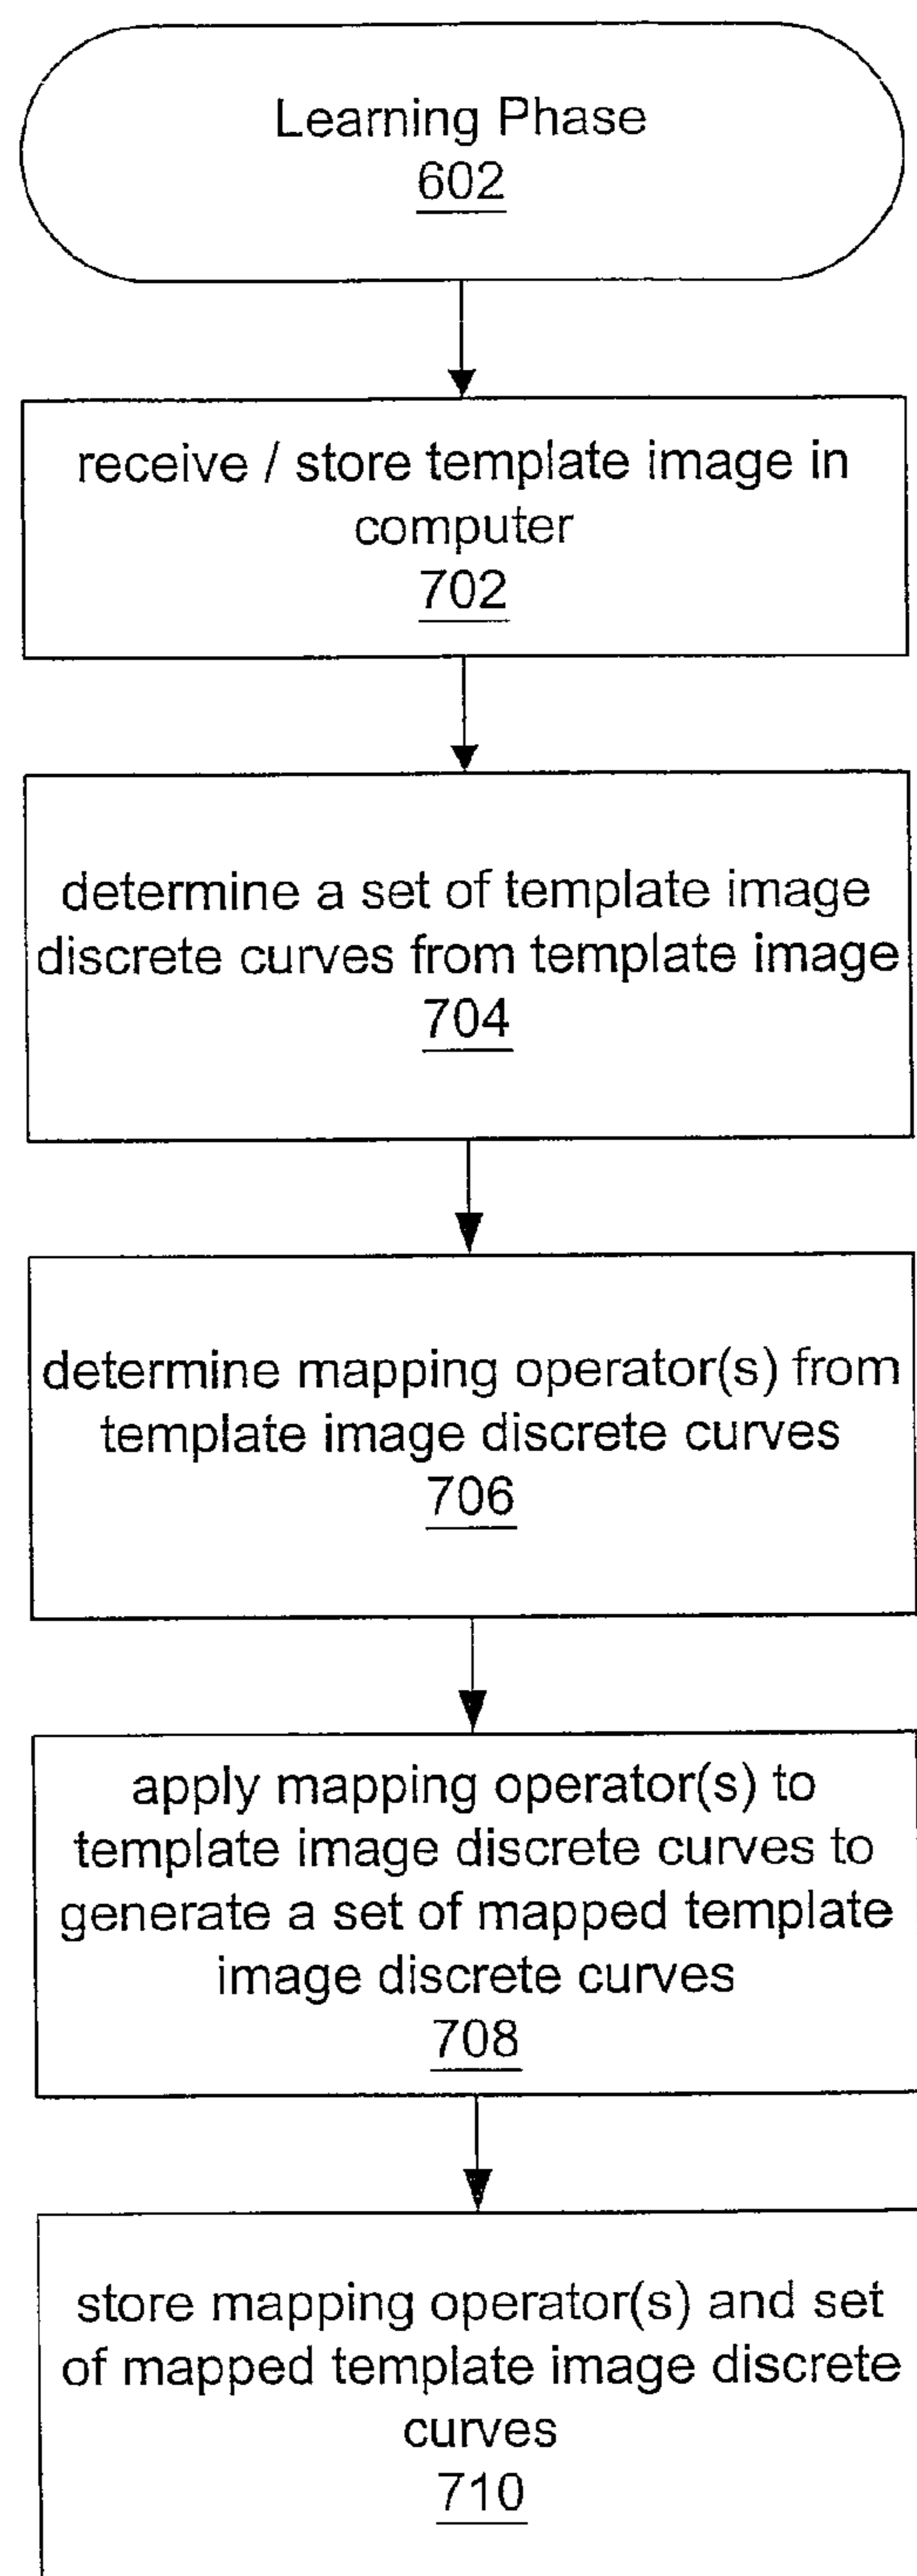 Learning Phase
602
receive / store template image in
computer
702
determine a set of template image
discrete curves from template image
704
determine mapping operator(s) from
template image discrete curves
706
apply mapping operator(s) to
template image discrete curves to
generate a set of mapped template
image discrete curves
708
store mapping operator(s) and set
of mapped template image discrete
curves
710